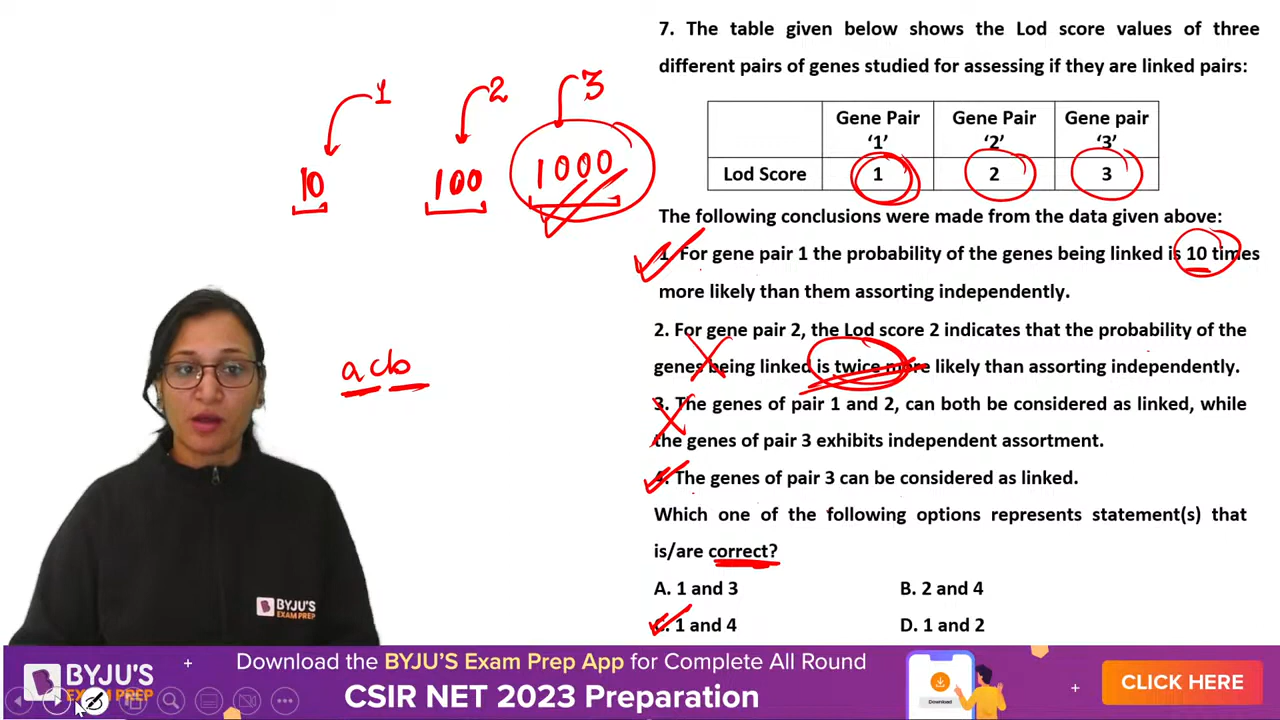 7. The table given below shows the Lod score values of three
different pairs of genes studied for assessing if they are linked pairs:
Gene Pair Gene Pair Gene pair
‘1’ ‘2’ ‘3’
Lod Score 1 2 3
The following conclusions were made from the data given above:
1. For gene pair 1 the probability of the genes being linked is 10 times
more likely than them assorting independently.
2. For gene pair 2, the Lod score 2 indicates that the probability of the
genes being linked is twice more likely than assorting independently.
3. The genes of pair 1 and 2, can both be considered as linked, while
the genes of pair 3 exhibits independent assortment.
4. The genes of pair 3 can be considered as linked.
Which one of the following options represents statement(s) that
is/are correct?
A. 1 and 3 B. 2 and 4
C. 1 and 4 D. 1 and 2
1 2 3
10 100 1000
acb
BYJU'S
EXAM PREP
BYJU'S
EXAM PREP
Download the BYJU'S Exam Prep App for Complete All Round
CSIR NET 2023 Preparation
Download
CLICK HERE